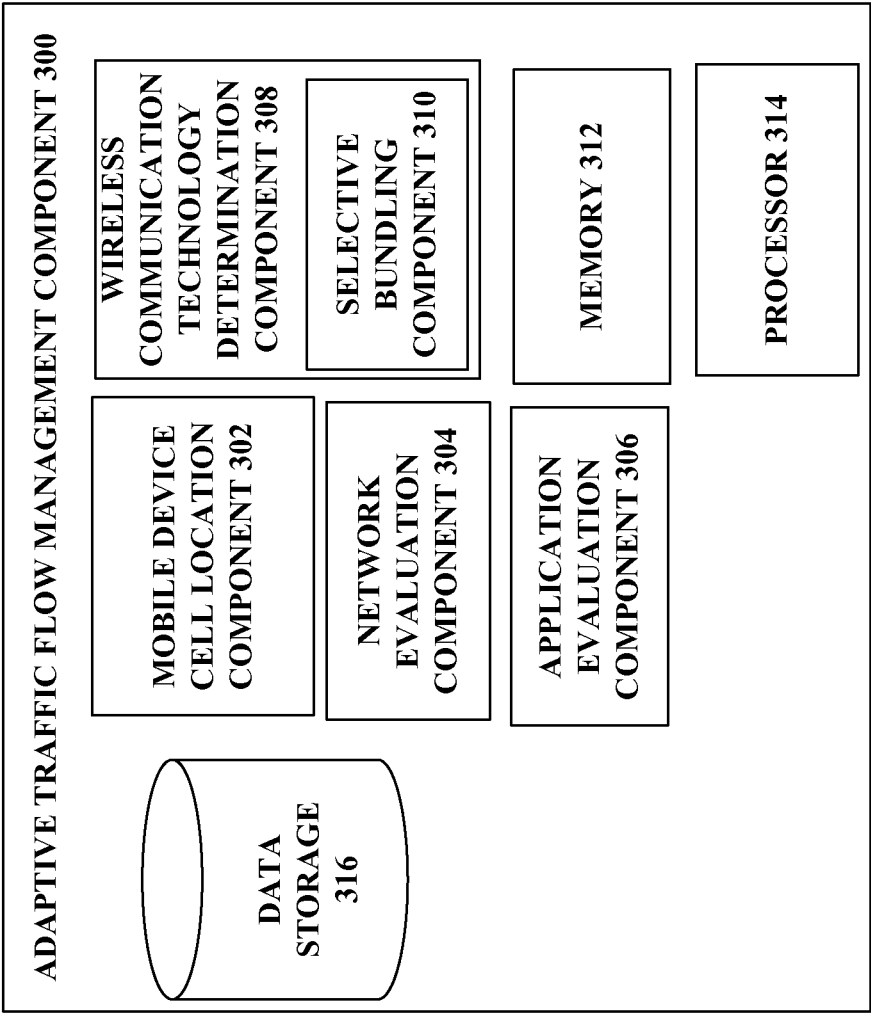 ADAPTIVE TRAFFIC FLOW MANAGEMENT COMPONENT 300
DATA
STORAGE
316
MOBILE DEVICE
CELL LOCATION
COMPONENT 302
NETWORK
EVALUATION
COMPONENT 304
APPLICATION
EVALUATION
COMPONENT 306
WIRELESS
COMMUNICATION
TECHNOLOGY
DETERMINATION
COMPONENT 308
SELECTIVE
BUNDLING
COMPONENT 310
MEMORY 312
PROCESSOR 314